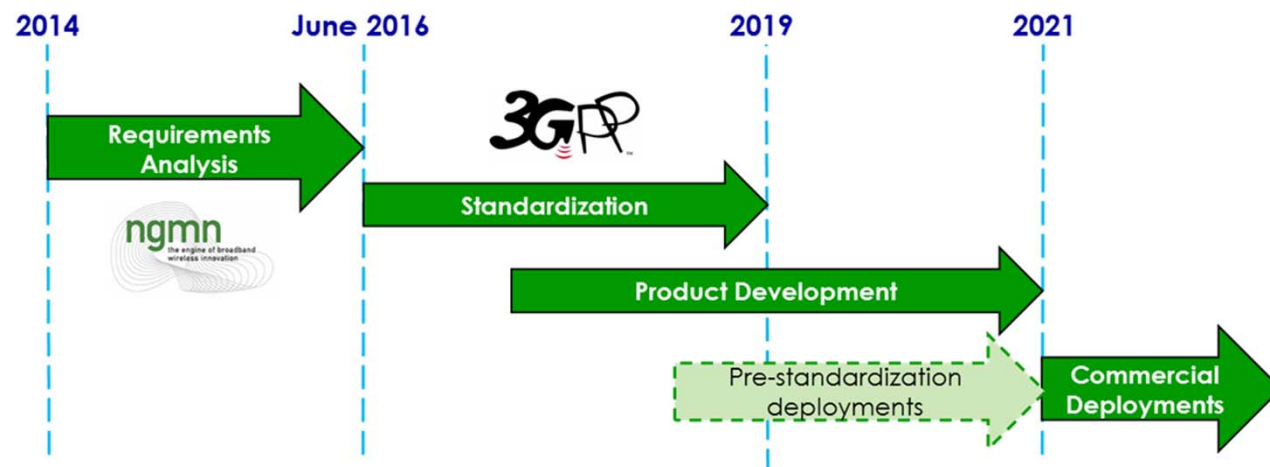 2014
June 2016
2019
2021
Requirements
Analysis
3GPP
™
Standardization
ngmn
the engine of broadband
wireless innovation
Product Development
Pre-standardization
deployments
Commercial
Deployments